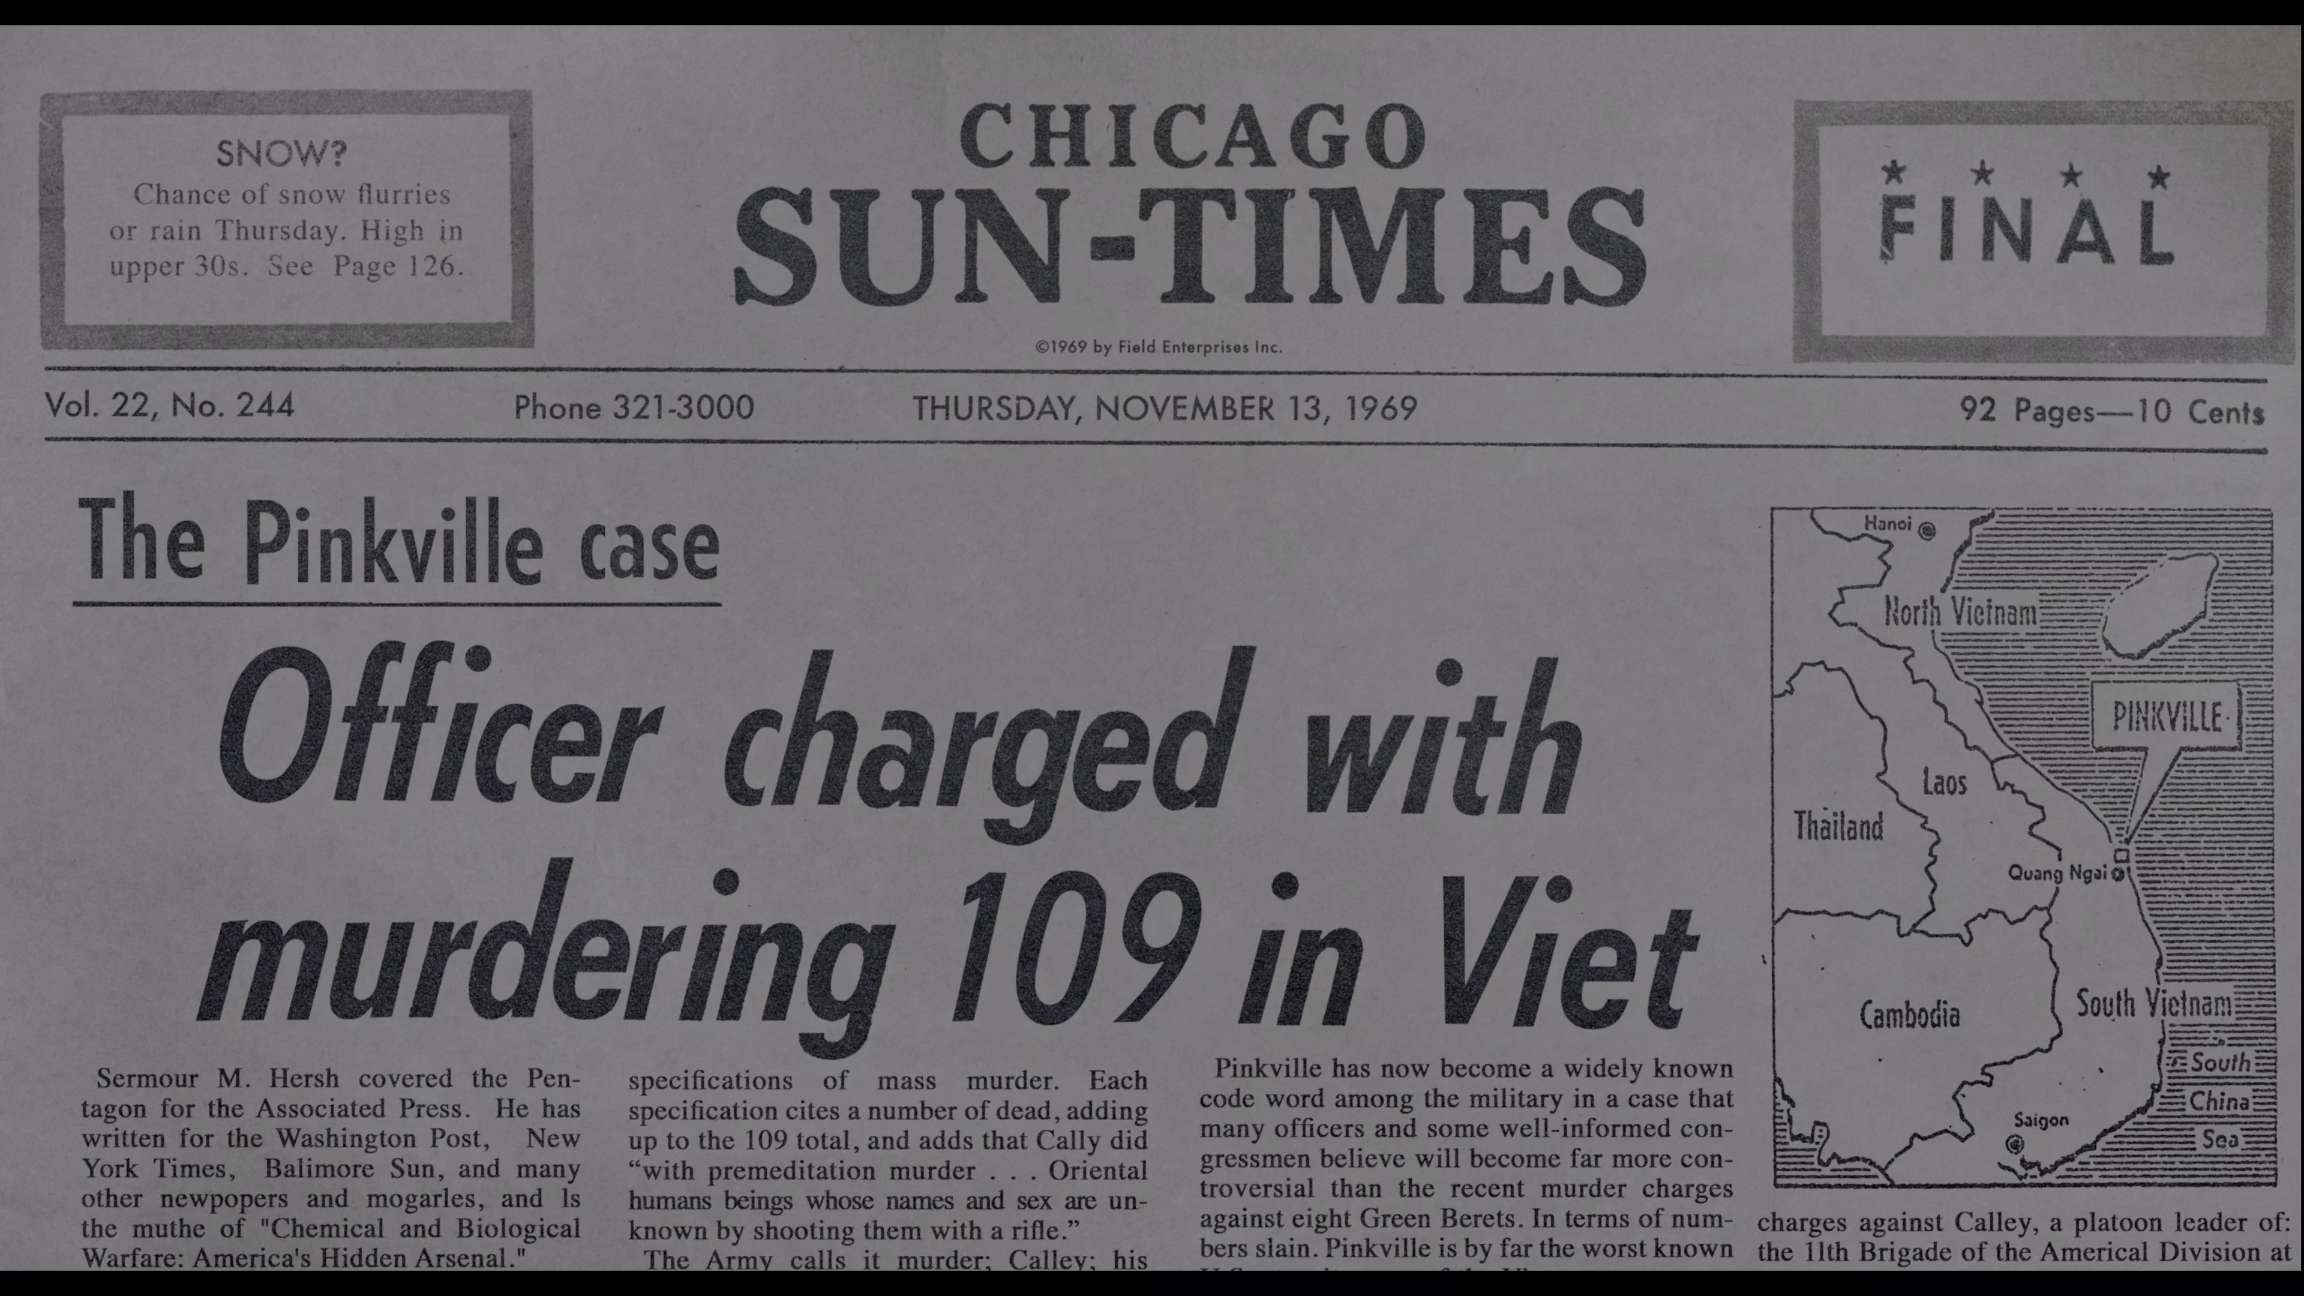 SNOW?
Chance of snow flurries
or rain Thursday. High in
upper 30s. See Page 126.
CHICAGO
SUN-TIMES
©1969 by Field Enterprises Inc.
FINAL
Vol. 22, No. 244
Phone 321-3000
THURSDAY, NOVEMBER 13, 1969
92 Pages—10 Cents
The Pinkville case
Officer charged with
murdering 109 in Viet
Sermour M. Hersh covered the Pen-
tagon for the Associated Press. He has
written for the Washington Post, New
York Times, Balimore Sun, and many
other newpopers and mogarles, and ls
the muthe of "Chemical and Biological
Warfare: America's Hidden Arsenal."
specifications of mass murder. Each
specification cites a number of dead, adding
up to the 109 total, and adds that Cally did
“with premeditation murder . . . Oriental
humans beings whose names and sex are un-
known by shooting them with a rifle.”
The Army calls it murder; Calley; his
Pinkville has now become a widely known
code word among the military in a case that
many officers and some well-informed con-
gressmen believe will become far more con-
troversial than the recent murder charges
against eight Green Berets. In terms of num-
bers slain. Pinkville is by far the worst known
Hanoi
North Vietnam
PINKVILLE
Laos
Thailand
Quang Ngai
Cambodia
South Vietnam
South
China
Sea
Saigon
charges against Calley, a platoon leader of:
the 11th Brigade of the Americal Division at